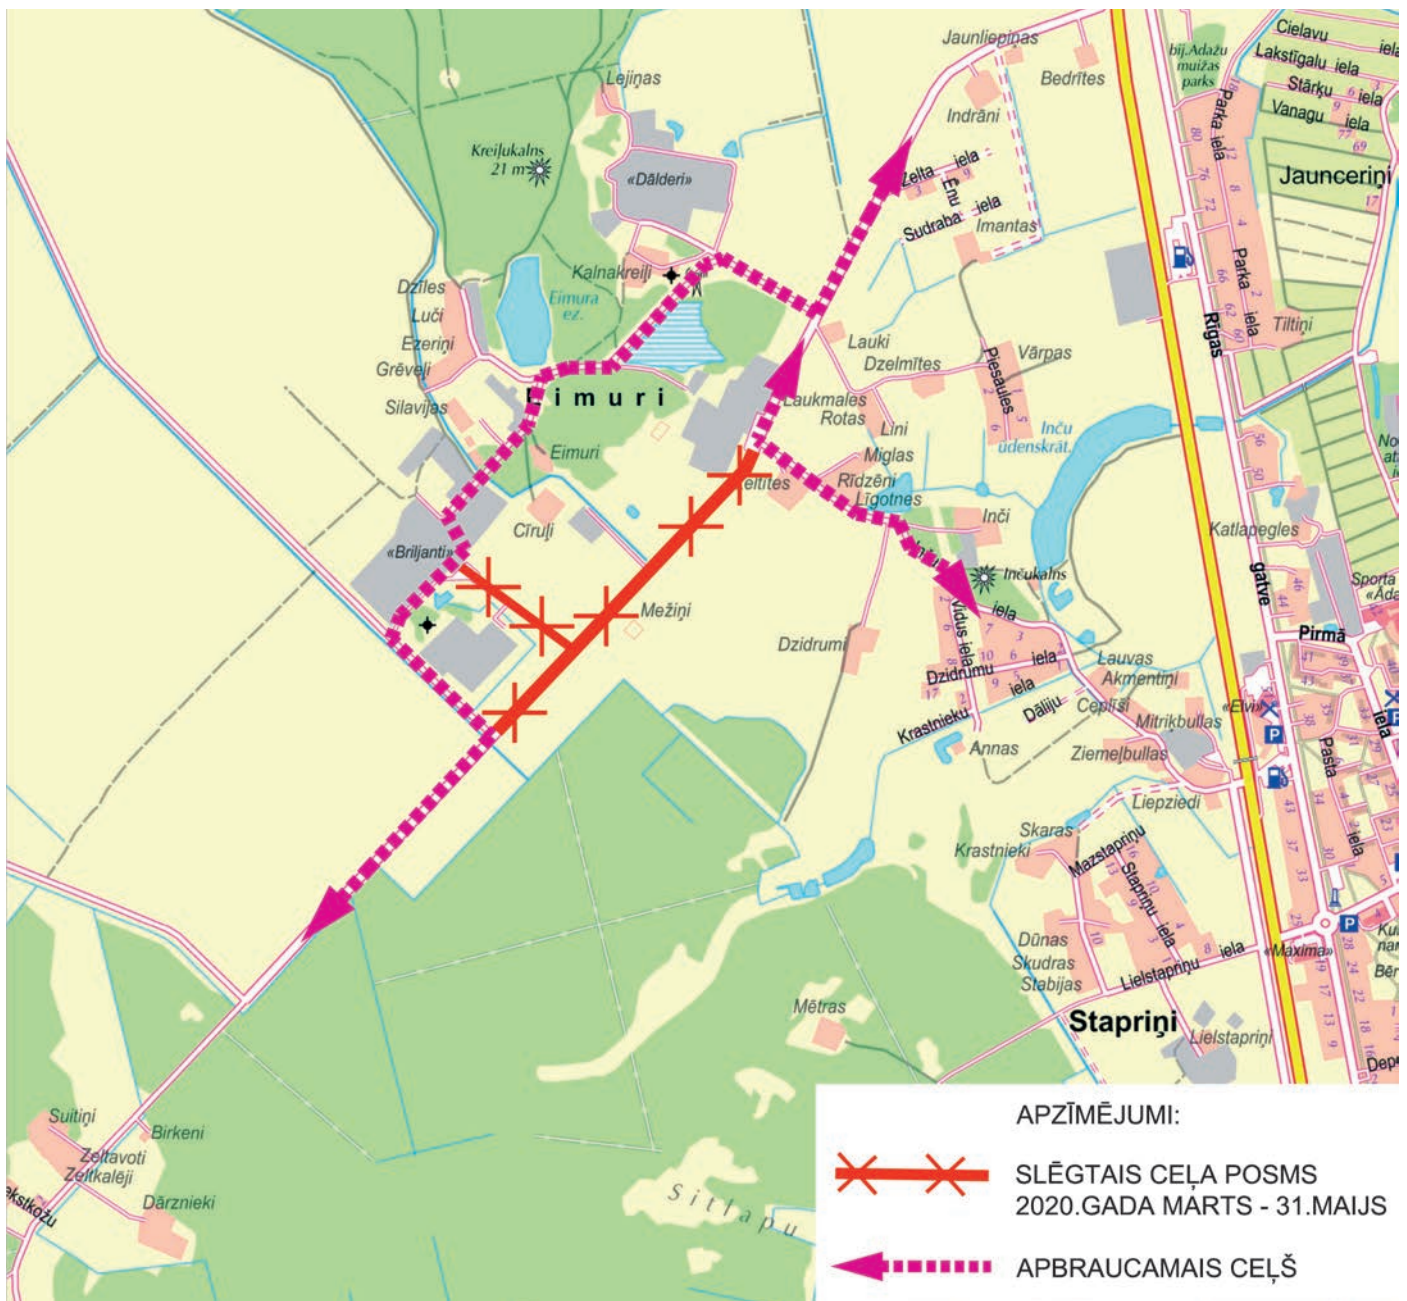 Jaunliepiņas
Bedrītes
Indrāni
bij.Adažu
muižas
parks
Cielavu iela
Lakstīgalu iela
Stārķu iela
Vanagu iela
Jaunceriņi
Lejiņas
Kreiļukalns
21 m
«Dālderi»
Zelta iela
Ēnu
Sudraba iela
Imantas
Parka iela
Parka iela
Kalnakreiļi
Dzīles
Luči
Ezeriņi
Grēveļi
Silavijas
Eimura
ez.
Eimuri
Lauki
Dzelmītes
Piesaules
Vārpas
Tiltiņi
Rīgas
gatve
Laukmales
Rotas
Līni
Miglas
Rīdzēni
Līgotnes
Inču
ūdenskrāt.
Eimuri
Cīruļi
«Briljanti»
Inči
Inčukalns
iela
Katlapegles
Mežiņi
Dzidrumi
Vidus iela
Dzidrumu iela
Krastnieku iela
Dāliju
Annas
Lauvas
Akmentiņi
Ceplīši
Mitriķbullas
Ziemeļbullas
Liepziedi
«Elvi»
Pirmā
iela
Sporta
Pasta iela
Skaras
Krastnieki
Mazstapriņu
Stapriņu iela
Dūnas
Skudras
Stabijas
Lielstapriņu iela
«Maxima»
Mētras
Stapriņi
Lielstapriņi
Suitiņi
Birkeni
Zeltavoti
Zeltkalēji
Dārznieki
Sitlapu
APZĪMĒJUMI:
SLĒGTAIS CEĻA POSMS
2020.GADA MARTS - 31.MAIJS
APBRAUCAMAIS CEĻŠ